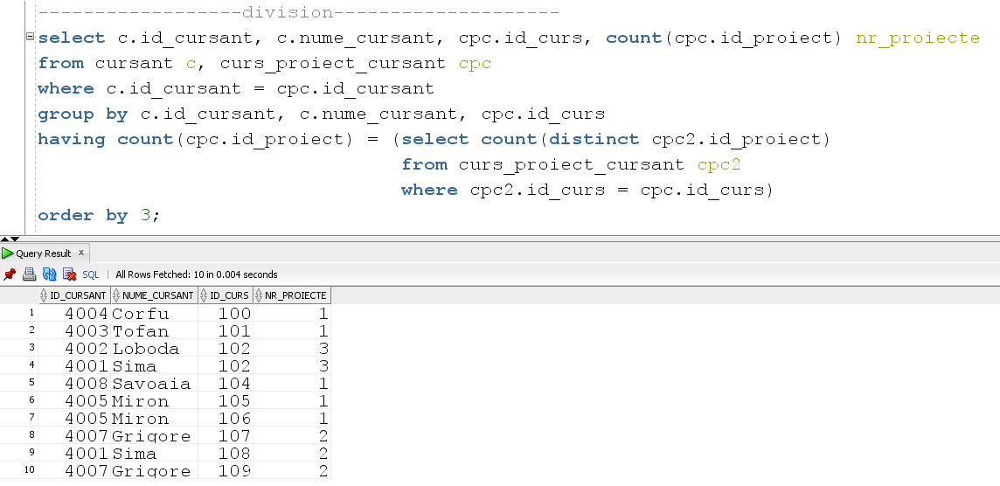 ------------------division--------------------
select c.id_cursant, c.nume_cursant, cpc.id_curs, count(cpc.id_proiect) nr_proiecte
from cursant c, curs_proiect_cursant cpc
where c.id_cursant = cpc.id_cursant
group by c.id_cursant, c.nume_cursant, cpc.id_curs
having count(cpc.id_proiect) = (select count(distinct cpc2.id_proiect)
from curs_proiect_cursant cpc2
where cpc2.id_curs = cpc.id_curs)
order by 3;
Query Result x
SQL | All Rows Fetched: 10 in 0.004 seconds
ID_CURSANT NUME_CURSANT ID_CURS NR_PROIECTE
1 4004 Corfu 100 1
2 4003 Tofan 101 1
3 4002 Loboda 102 3
4 4001 Sima 102 3
5 4008 Savoaia 104 1
6 4005 Miron 105 1
7 4005 Miron 106 1
8 4007 Grigore 107 2
9 4001 Sima 108 2
10 4007 Grigore 109 2